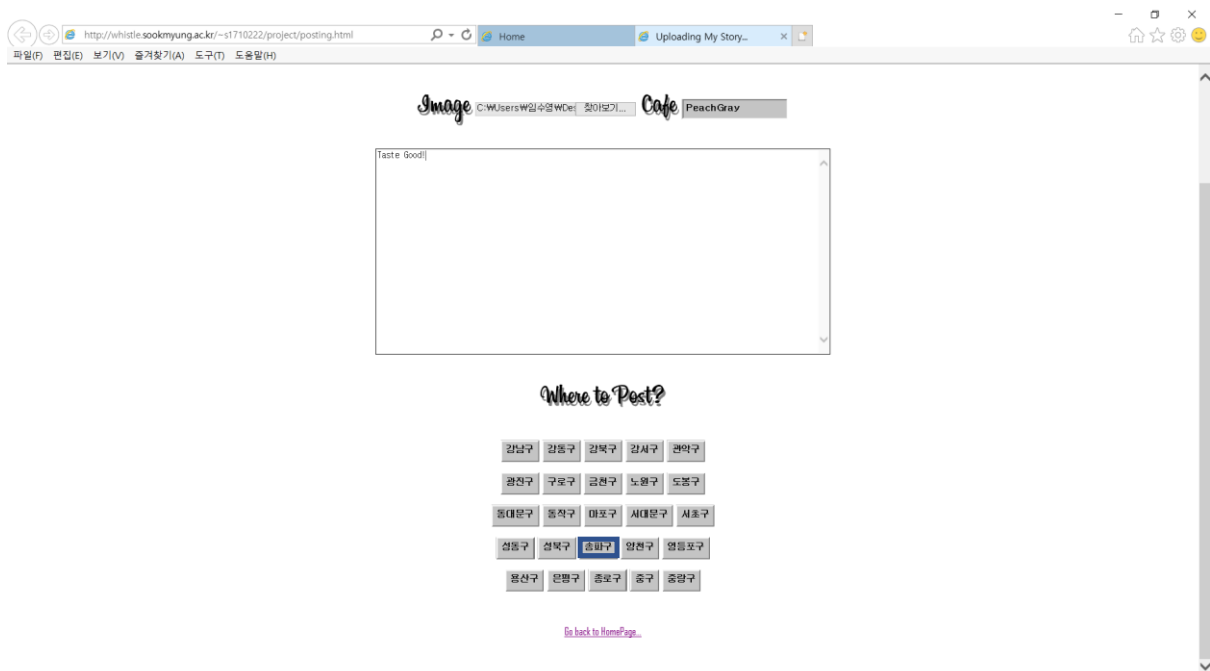 http://whistle.sookmyung.ac.kr/~s1710222/project/posting.html
Home
Uploading My Story...
파일(F) 편집(E) 보기(V) 즐겨찾기(A) 도구(T) 도움말(H)
Image C:₩Users₩임수영₩Des 찾아보기... Cafe PeachGray
Taste Good!
Where to Post?
강남구 강동구 강북구 강서구 관악구
광진구 구로구 금천구 노원구 도봉구
동대문구 동작구 마포구 서대문구 서초구
성동구 성북구 송파구 양천구 영등포구
용산구 은평구 종로구 중구 중랑구
Go back to HomePage...